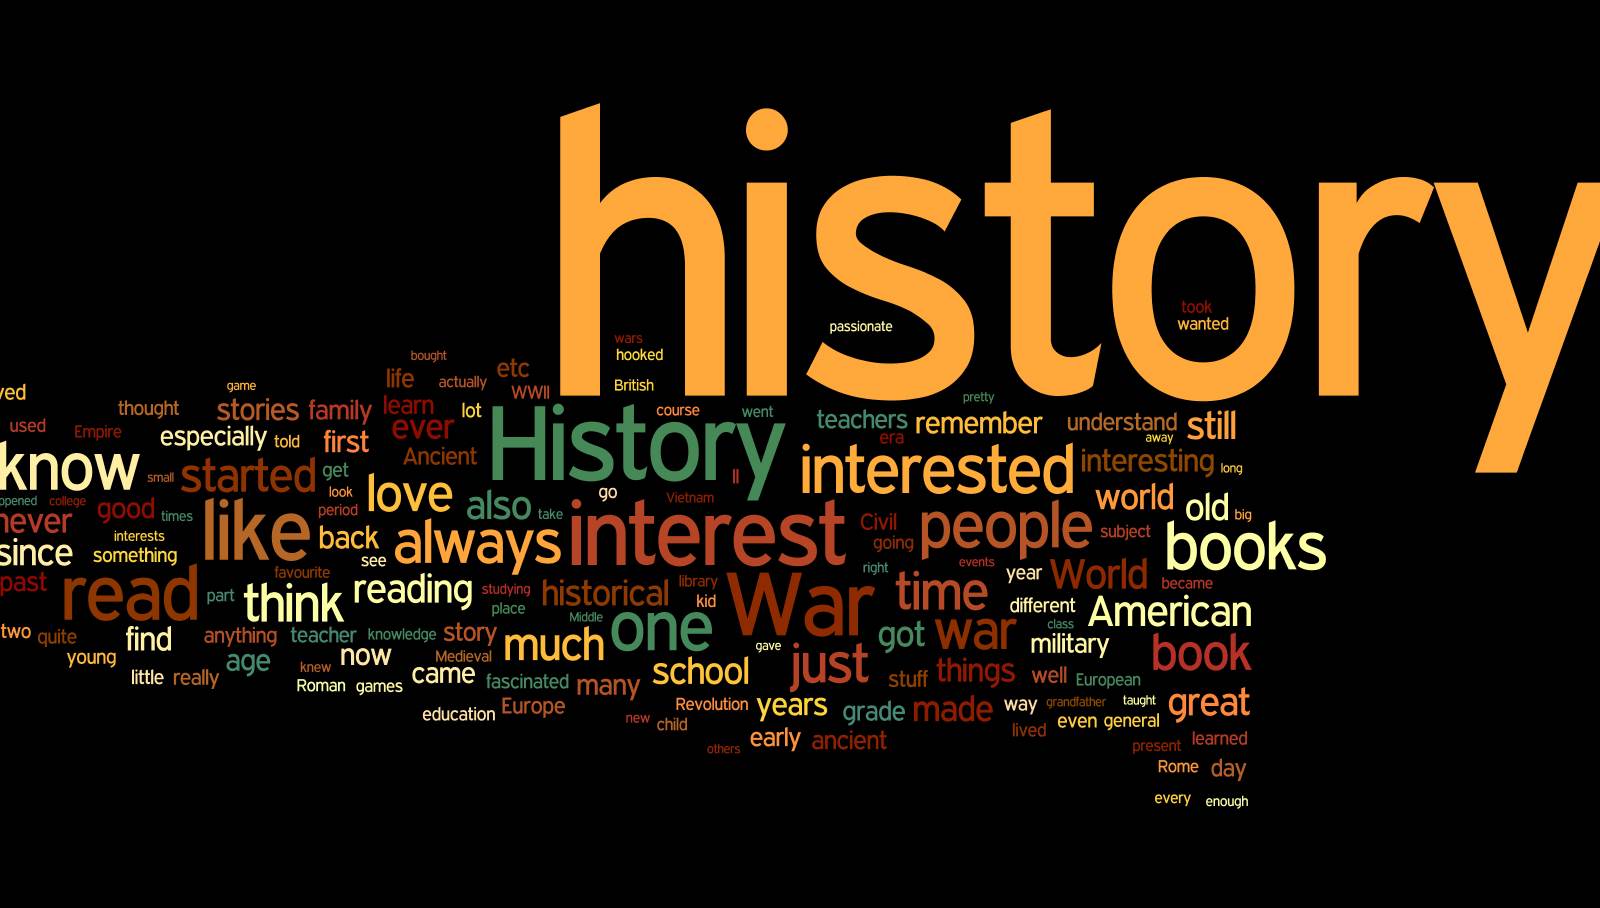 history
passionate
took
wanted
wars
hooked
British
bought
etc
life
actually
WWII
game
ved
pretty
thought
stories
family
learn
lot
course
went
teachers
remember
understand
still
used
Empire
especially
told
first
ever
History
era
away
know
small
started
get
Ancient
II
interested
interesting
long
opened
college
good
times
look
love
also
go
Vietnam
world
old
big
never
like
period
take
interest
Civil
people
subject
books
since
interests
something
back
see
always
going
past
read
favourite
part
think
reading
studying
historical
library
kid
War
right
time
events
year
World
became
two
quite
find
anything
teacher
knowledge
story
place
Middle
one
much
got
war
different
class
American
military
young
little
really
age
knew
now
Medieval
came
gave
just
book
Roman
games
fascinated
many
school
stuff
things
well
European
education
Europe
new
child
Revolution
years
grade
made
way
grandfather
taught
great
others
early
ancient
lived
even
general
present
learned
Rome
day
every
enough